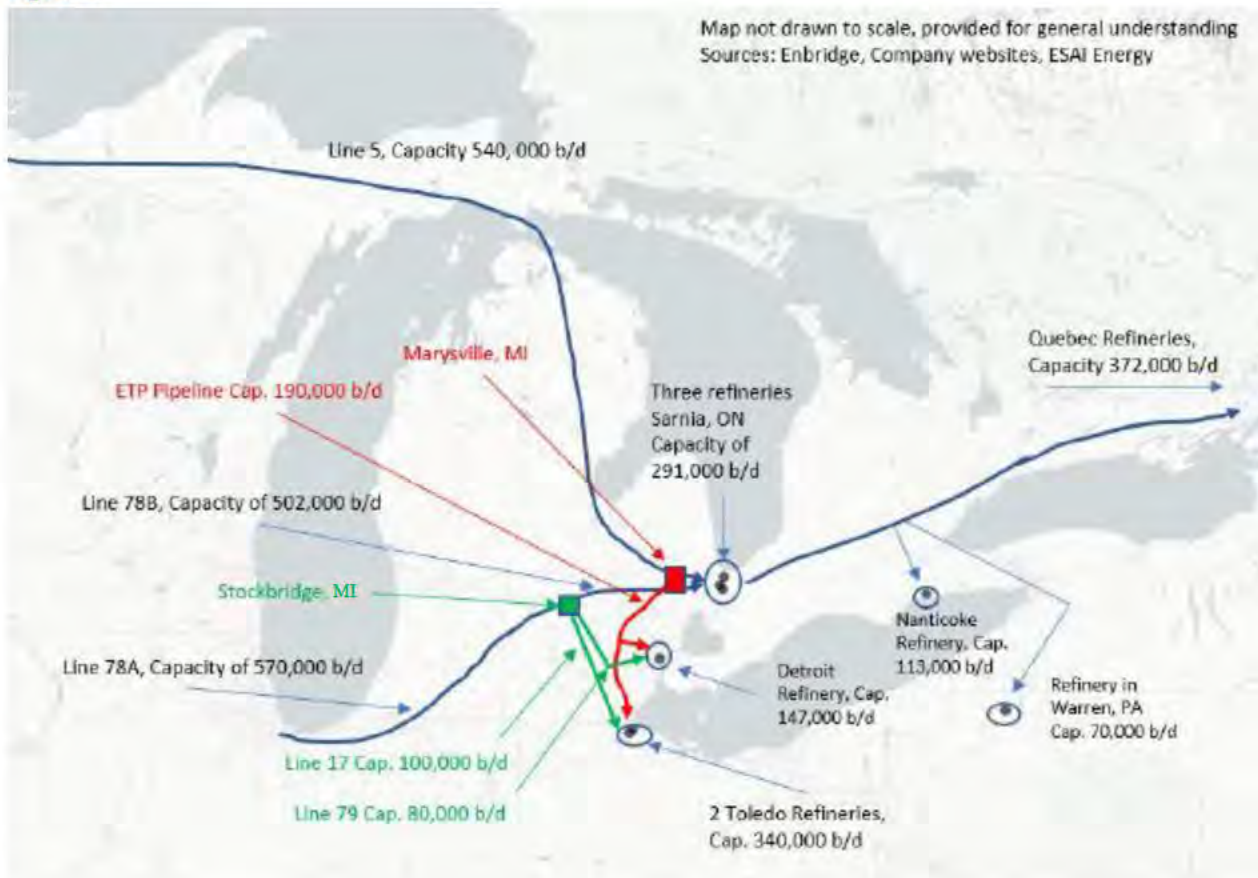 Map not drawn to scale, provided for general understanding
Sources: Enbridge, Company websites, ESAI Energy
Line 5, Capacity 540, 000 b/d
Marysville, MI
ETP Pipeline Cap. 190,000 b/d
Three refineries
Sarnia, ON
Capacity of
291,000 b/d
Quebec Refineries,
Capacity 372,000 b/d
Line 78B, Capacity of 502,000 b/d
Stockbridge, MI
Line 78A, Capacity of 570,000 b/d
Nanticoke
Refinery, Cap.
113,000 b/d
Detroit
Refinery, Cap.
147,000 b/d
Refinery in
Warren, PA
Cap. 70,000 b/d
Line 17 Cap. 100,000 b/d
Line 79 Cap. 80,000 b/d
2 Toledo Refineries,
Cap. 340,000 b/d